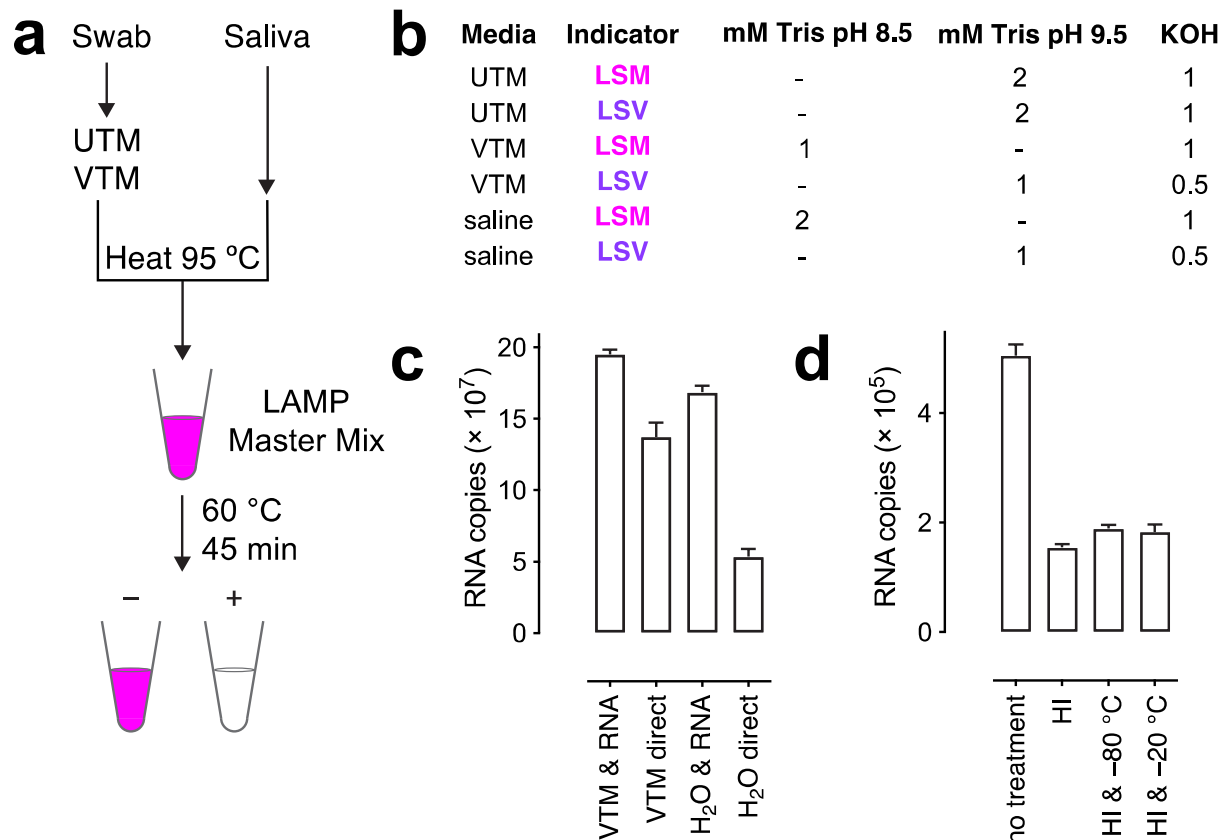 a
Swab Saliva
UTM
VTM
Heat 95 ºC
LAMP
Master Mix
60 °C
45 min
– +
b
Media Indicator mM Tris pH 8.5 mM Tris pH 9.5 KOH
UTM LSM - 2 1
UTM LSV - 2 1
VTM LSM 1 - 1
VTM LSV - 1 0.5
saline LSM 2 - 1
saline LSV - 1 0.5
c
RNA copies (× 10⁷)
20
15
10
5
0
VTM & RNA
VTM direct
H₂O & RNA
H₂O direct
d
RNA copies (× 10⁵)
4
2
0
no treatment
HI
HI & –80 °C
HI & –20 °C